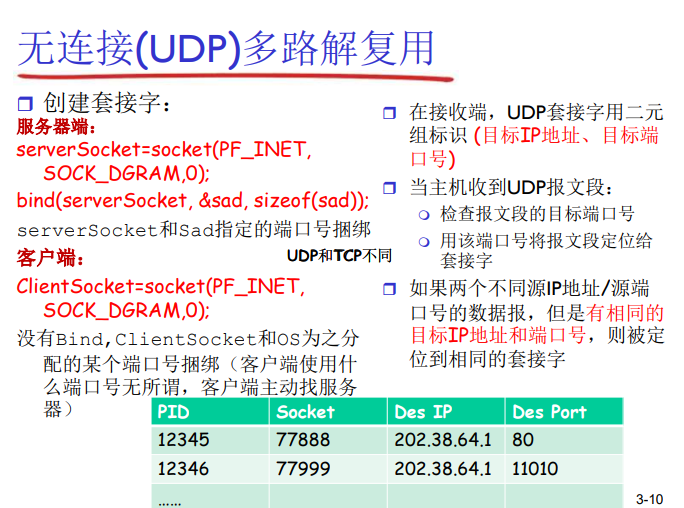 无连接(UDP)多路解复用
创建套接字：
服务器端：
serverSocket=socket(PF_INET,
SOCK_DGRAM,0);
bind(serverSocket, &sad, sizeof(sad));
serverSocket和Sad指定的端口号捆绑
客户端：
UDP和TCP不同
ClientSocket=socket(PF_INET,
SOCK_DGRAM,0);
没有Bind,ClientSocket和OS为之分
配的某个端口号捆绑（客户端使用什
么端口号无所谓，客户端主动找服务
器）
在接收端，UDP套接字用二元
组标识 (目标IP地址、目标端
口号)
当主机收到UDP报文段：
检查报文段的目标端口号
用该端口号将报文段定位给
套接字
如果两个不同源IP地址/源端
口号的数据报，但是有相同的
目标IP地址和端口号，则被定
位到相同的套接字
PID Socket Des IP Des Port
12345 77888 202.38.64.1 80
12346 77999 202.38.64.1 11010
……
3-10